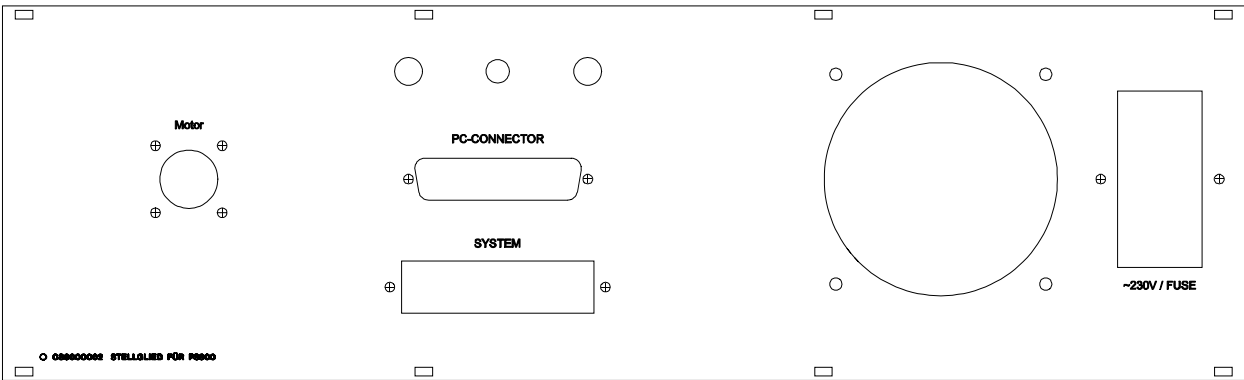 Motor
PC-CONNECTOR
SYSTEM
~230V / FUSE
STELLGLIED FÜR